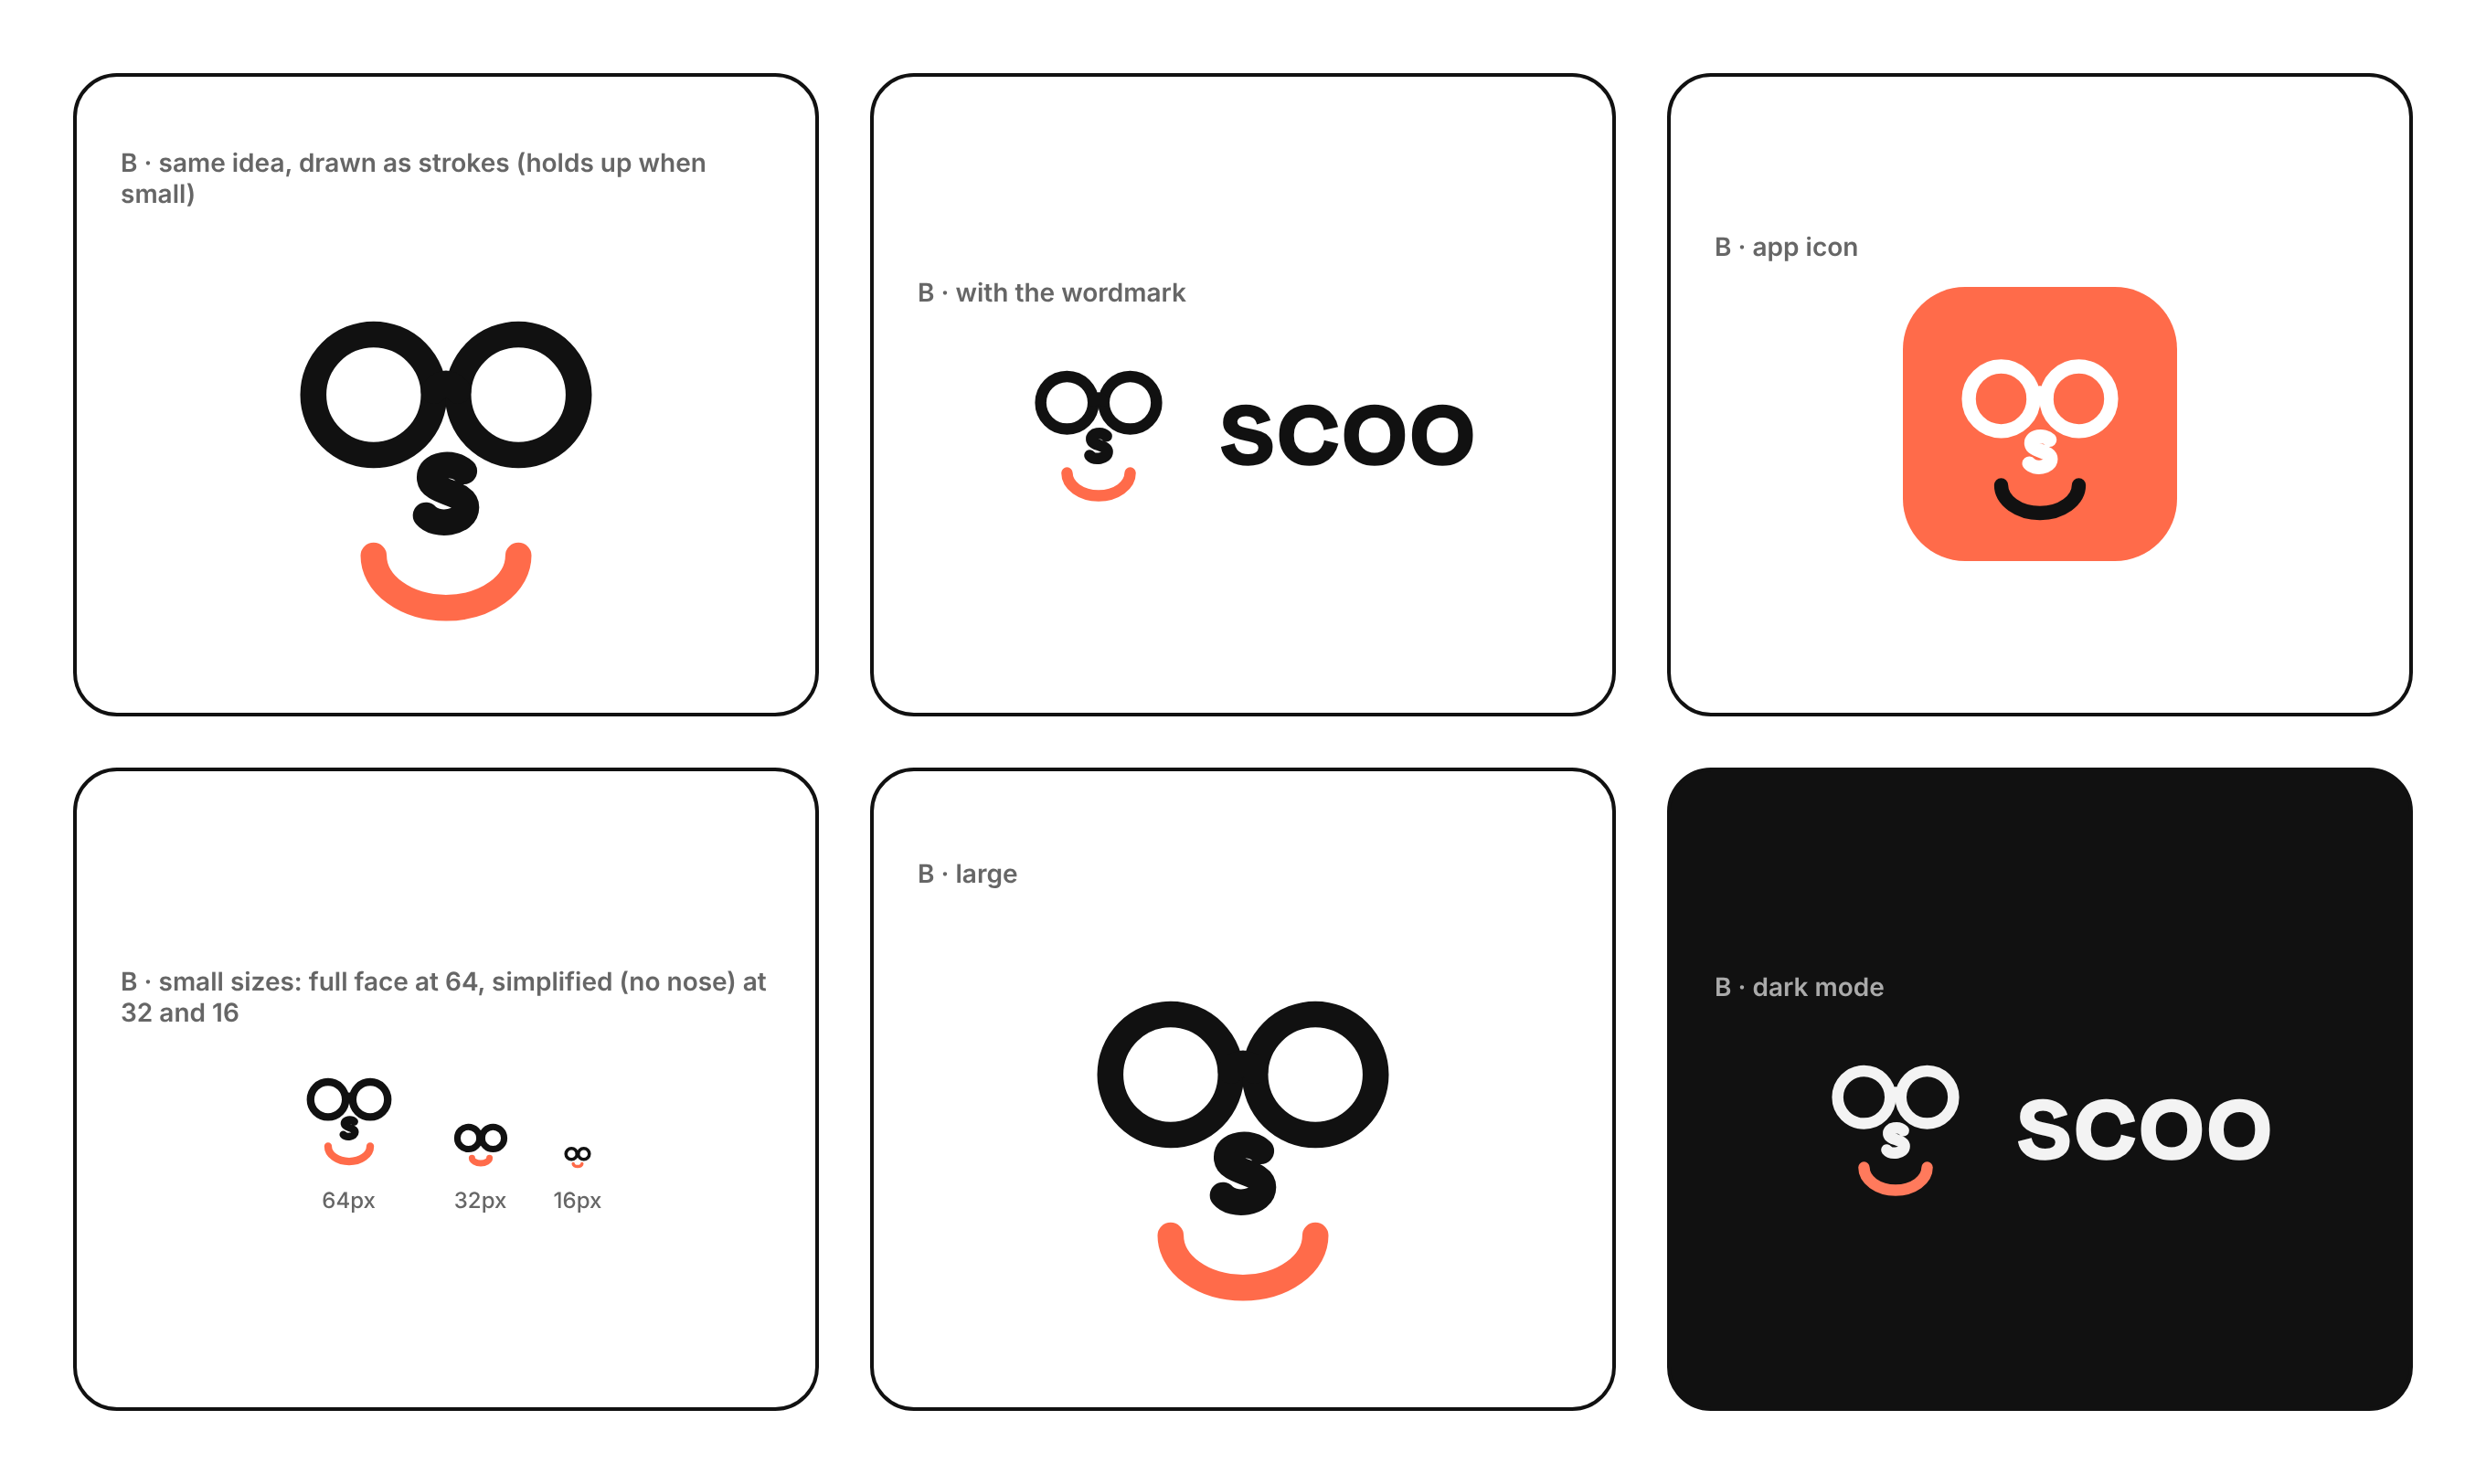 B · same idea, drawn as strokes (holds up when
small)
s
B · with the wordmark
s
scoo
B · app icon
s
B · small sizes: full face at 64, simplified (no nose) at
32 and 16
s
64px
32px
16px
B · large
s
B · dark mode
s
scoo